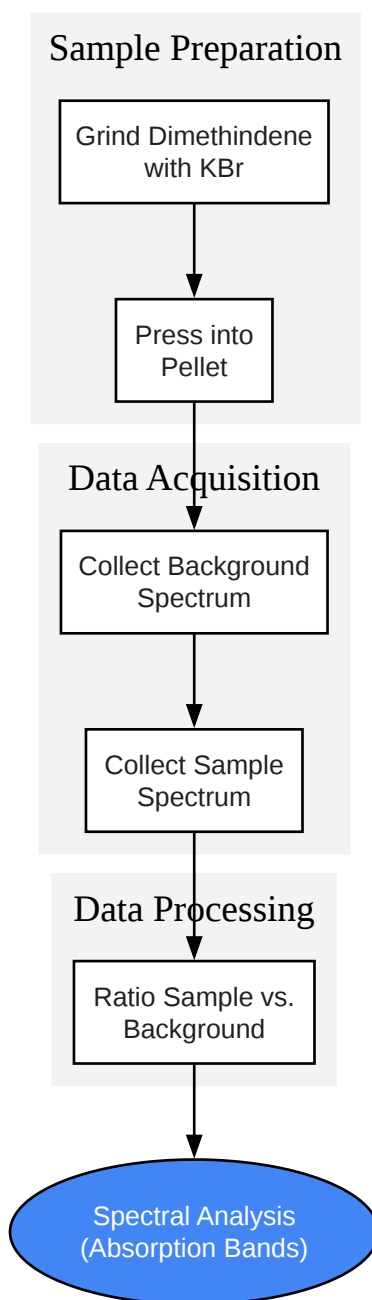 Sample Preparation
Grind Dimethindene
with KBr
Press into
Pellet
Data Acquisition
Collect Background
Spectrum
Collect Sample
Spectrum
Data Processing
Ratio Sample vs.
Background
Spectral Analysis
(Absorption Bands)